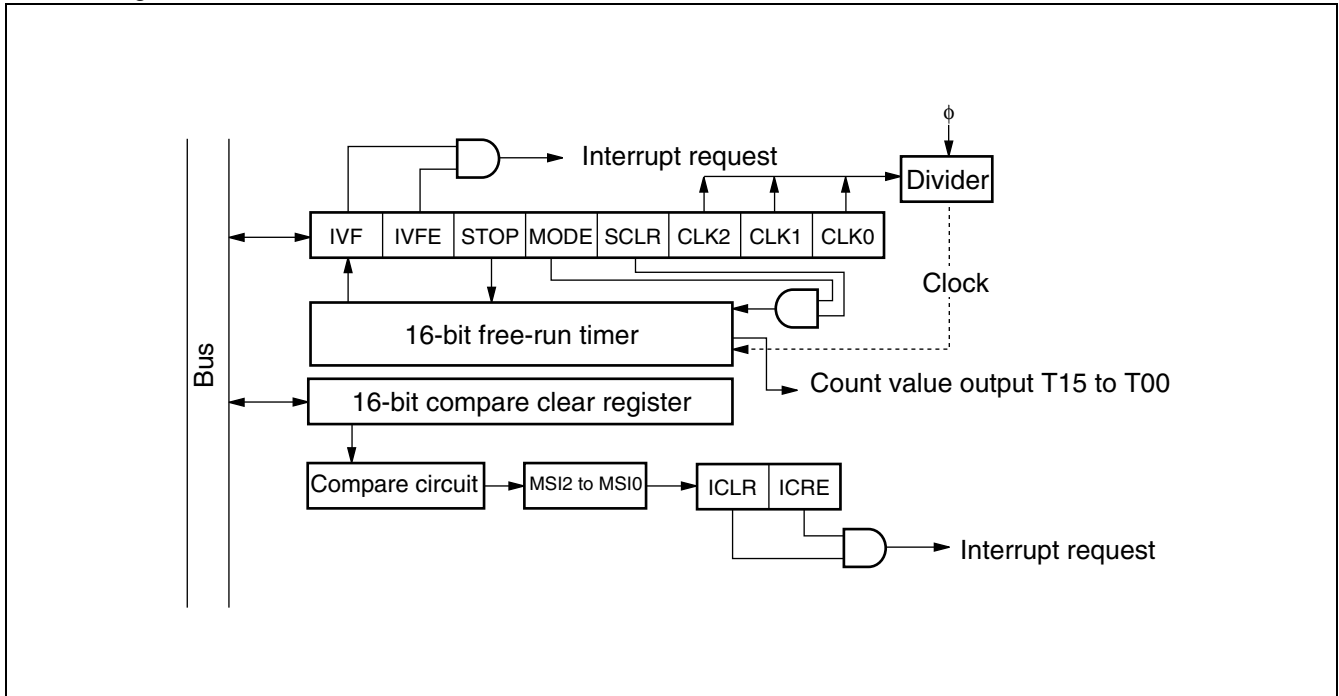 ϕ
Interrupt request
Divider
IVF IVFE STOP MODE SCLR CLK2 CLK1 CLK0
Clock
16-bit free-run timer
Bus
Count value output T15 to T00
16-bit compare clear register
Compare circuit
MSI2 to MSI0
ICLR ICRE
Interrupt request